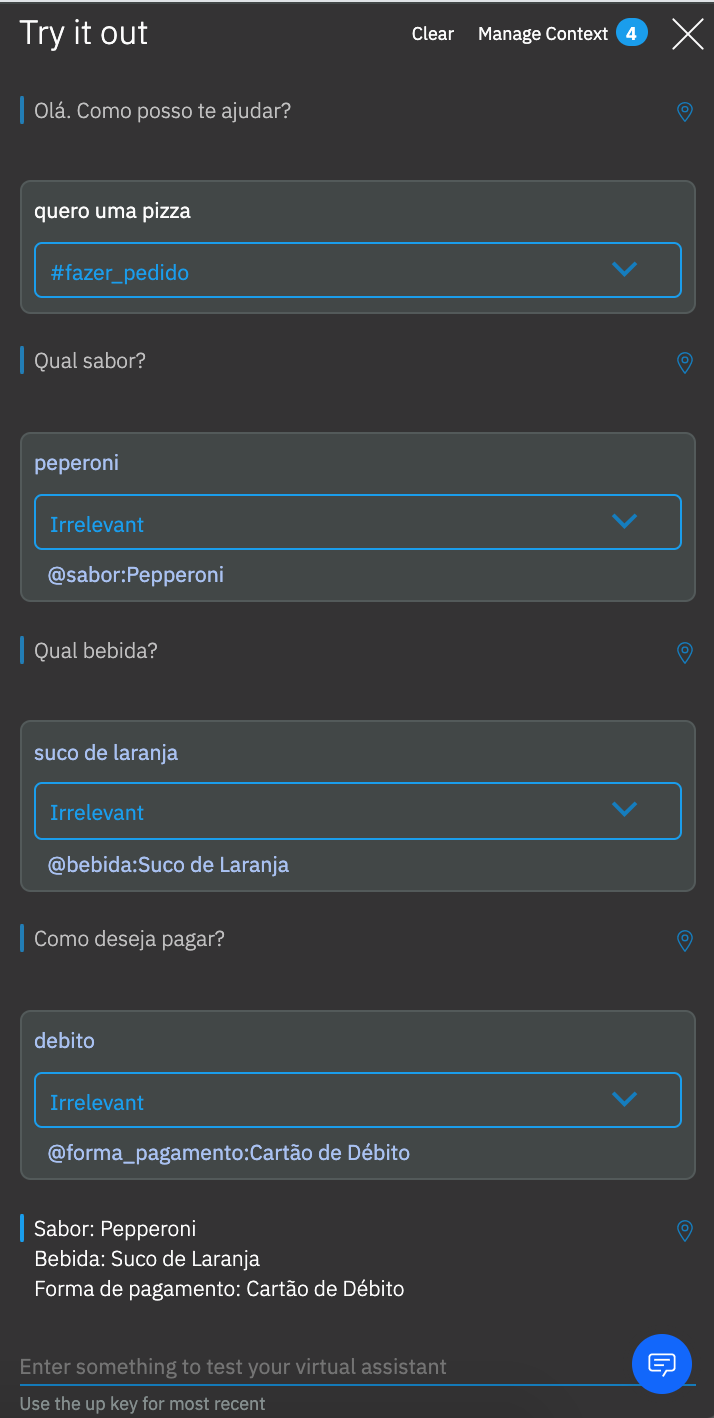 Try it out
Clear
Manage Context 4
Olá. Como posso te ajudar?
quero uma pizza
#fazer_pedido
Qual sabor?
peperoni
Irrelevant
@sabor:Pepperoni
Qual bebida?
suco de laranja
Irrelevant
@bebida:Suco de Laranja
Como deseja pagar?
debito
Irrelevant
@forma_pagamento:Cartão de Débito
Sabor: Pepperoni
Bebida: Suco de Laranja
Forma de pagamento: Cartão de Débito
Enter something to test your virtual assistant
Use the up key for most recent